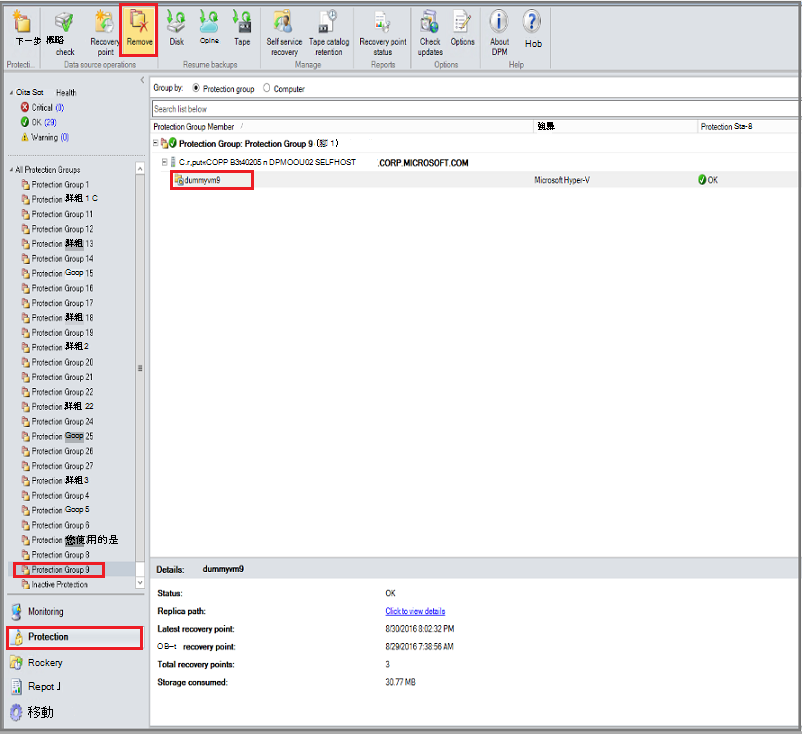 下一步
概略
check
Recovery
point
Remove
Disk
Opine
Tape
Self service
recovery
Tape catalog
retention
Recovery point
status
Check
updates
Options
About
DPM
Hob
Protecti...
Data source operations
Resume backups
Manage
Reports
Options
Help
Oita Sot Health
Critical (0)
OK (29)
Warning (0)
All Protection Groups
Protection Group 1
Protection 群組 1 C
Protection Group 11
Protection Group 12
Protection 群組 13
Protection Group 14
Protection Goop 15
Protection Group 16
Protection Group 17
Protection 群組 18
Protection Group 19
Protection 群組 2
Protection Group 20
Protection Group 21
Protection Group 22
Protection 群組 22
Protection Group 24
Protection Goop 25
Protection Group 26
Protection Group 27
Protection 群組 3
Protection Group 4
Protection Goop 5
Protection Group 6
Protection 您使用的是
Protection Group 8
Protection Group 9
Inactive Protection
Monitoring
Protection
Rockery
Repot J
移動
Group by: Protection group Computer
Search list below
Protection Group Member / Protection Sta-8
Protection Group: Protection Group 9 1)
C.r,put<COPP B3t40205 n DPMOOU02 SELFHOST .CORP.MICROSOFT.COM
dummyvm9 Microsoft Hyper-V OK
Details: dummyvm9
Status: OK
Replica path: Click to view details
Latest recovery point: 8/30/2016 8:02:32 PM
OB-t recovery point: 8/29/2016 7:38:56 AM
Total recovery points: 3
Storage consumed: 30.77 MB